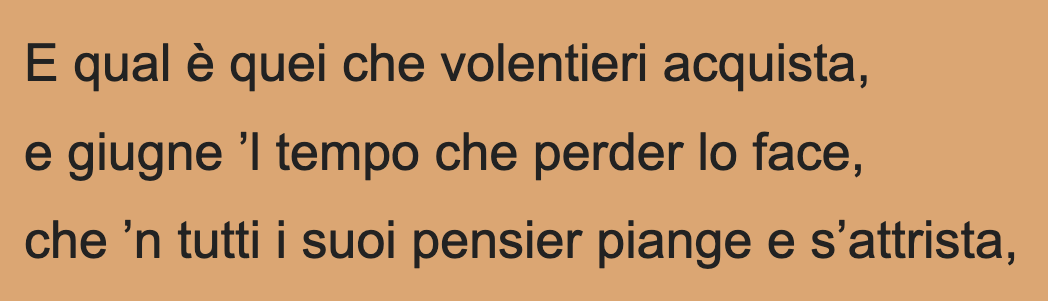 E qual è quei che volentieri acquista,
e giugne ’l tempo che perder lo face,
che ’n tutti i suoi pensier piange e s’attrista,